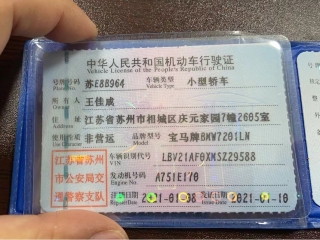 中华人民共和国机动车行驶证
Vehicle License of the People's Republic of China
号牌号码 苏E8B964 车辆类型 小型轿车
Plate No. Vehicle Type
所有人 王佳成
Owner
住址 江苏省苏州市相城区庆元家园7幢2605室
使用性质 非营运 品牌型号 宝马牌BMW7201LN
江苏省苏州市公安局交通警察支队
车辆识别代号 LBV21AF0XMSZ29588
VIN
发动机号码 A751E170
Engine No.
注册日期 2021-01-08 发证日期 2021-01-10